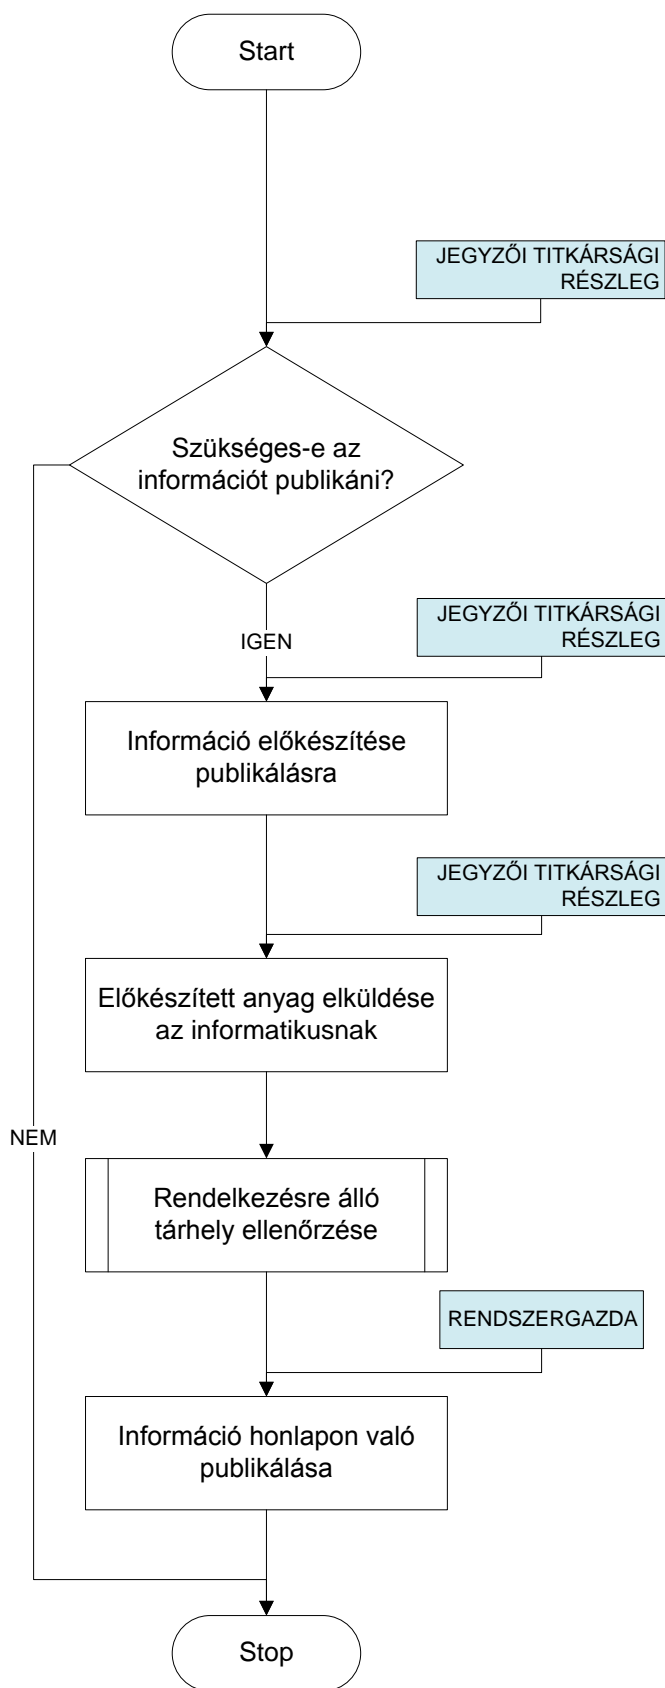 Start
JEGYZŐI TITKÁRSÁGI
RÉSZLEG
Szükséges-e az
információt publikáni?
JEGYZŐI TITKÁRSÁGI
RÉSZLEG
IGEN
Információ előkészítése
publikálásra
JEGYZŐI TITKÁRSÁGI
RÉSZLEG
Előkészített anyag elküldése
az informatikusnak
NEM
Rendelkezésre álló
tárhely ellenőrzése
RENDSZERGAZDA
Információ honlapon való
publikálása
Stop